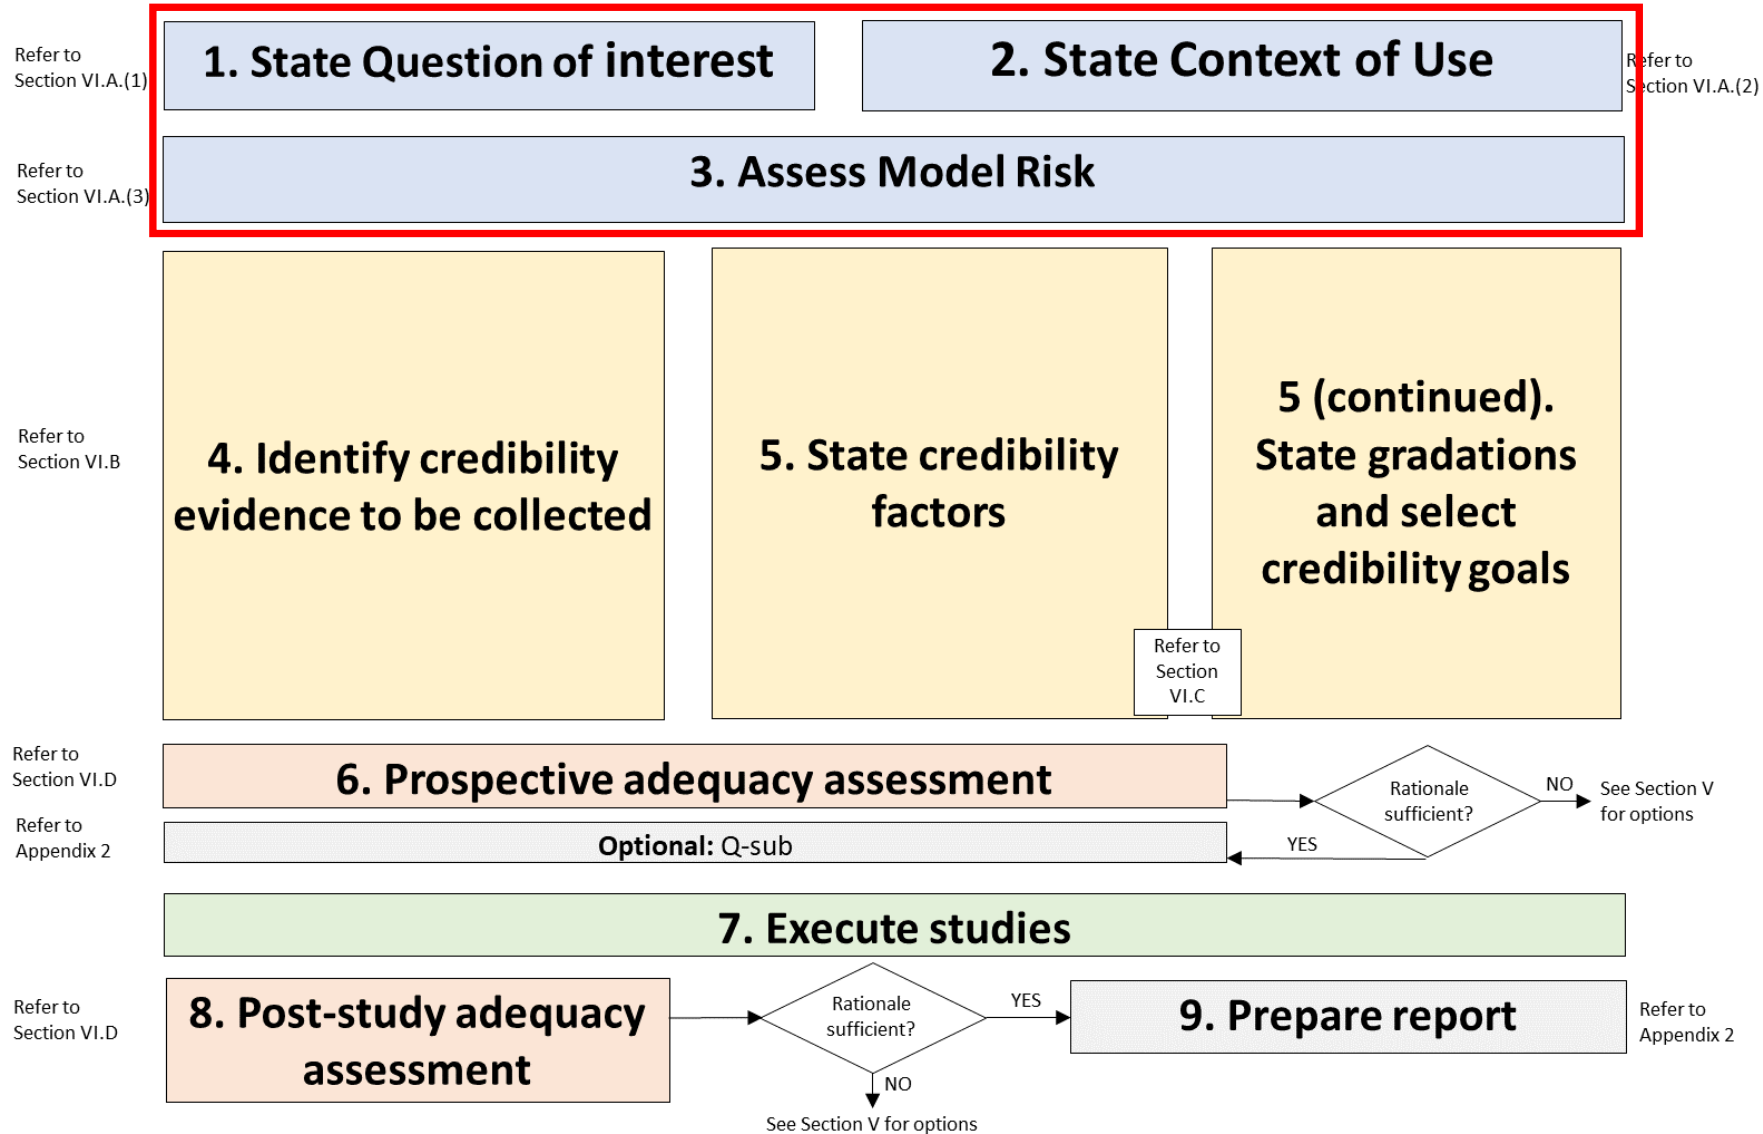 Refer to
Section VI.A.(1)
1. State Question of interest
2. State Context of Use
Refer to
Section VI.A.(2)
Refer to
Section VI.A.(3)
3. Assess Model Risk
Refer to
Section VI.B
4. Identify credibility
evidence to be collected
5. State credibility
factors
5 (continued).
State gradations
and select
credibility goals
Refer to
Section
VI.C
Refer to
Section VI.D
6. Prospective adequacy assessment
Rationale
sufficient?
NO
See Section V
for options
YES
Refer to
Appendix 2
Optional: Q-sub
7. Execute studies
Refer to
Section VI.D
8. Post-study adequacy
assessment
Rationale
sufficient?
YES
NO
See Section V for options
9. Prepare report
Refer to
Appendix 2